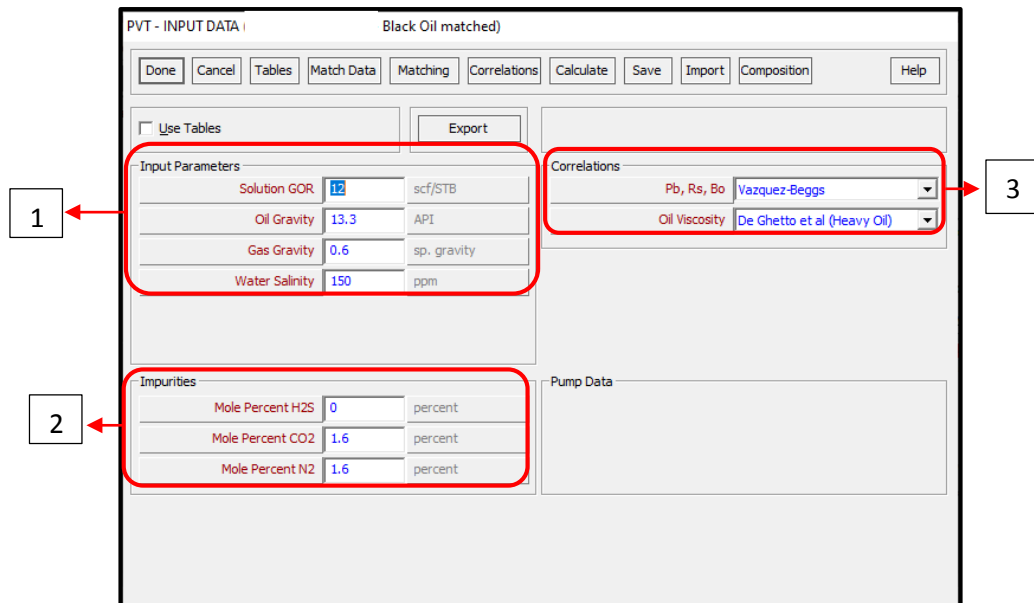 PVT - INPUT DATA ( Black Oil matched)
Done Cancel Tables Match Data Matching Correlations Calculate Save Import Composition Help
Use Tables Export
Input Parameters
Solution GOR 12 scf/STB
Oil Gravity 13.3 API
Gas Gravity 0.6 sp. gravity
Water Salinity 150 ppm
1
Correlations
Pb, Rs, Bo Vazquez-Beggs
Oil Viscosity De Ghetto et al (Heavy Oil)
3
Impurities
Mole Percent H2S 0 percent
Mole Percent CO2 1.6 percent
Mole Percent N2 1.6 percent
2
Pump Data